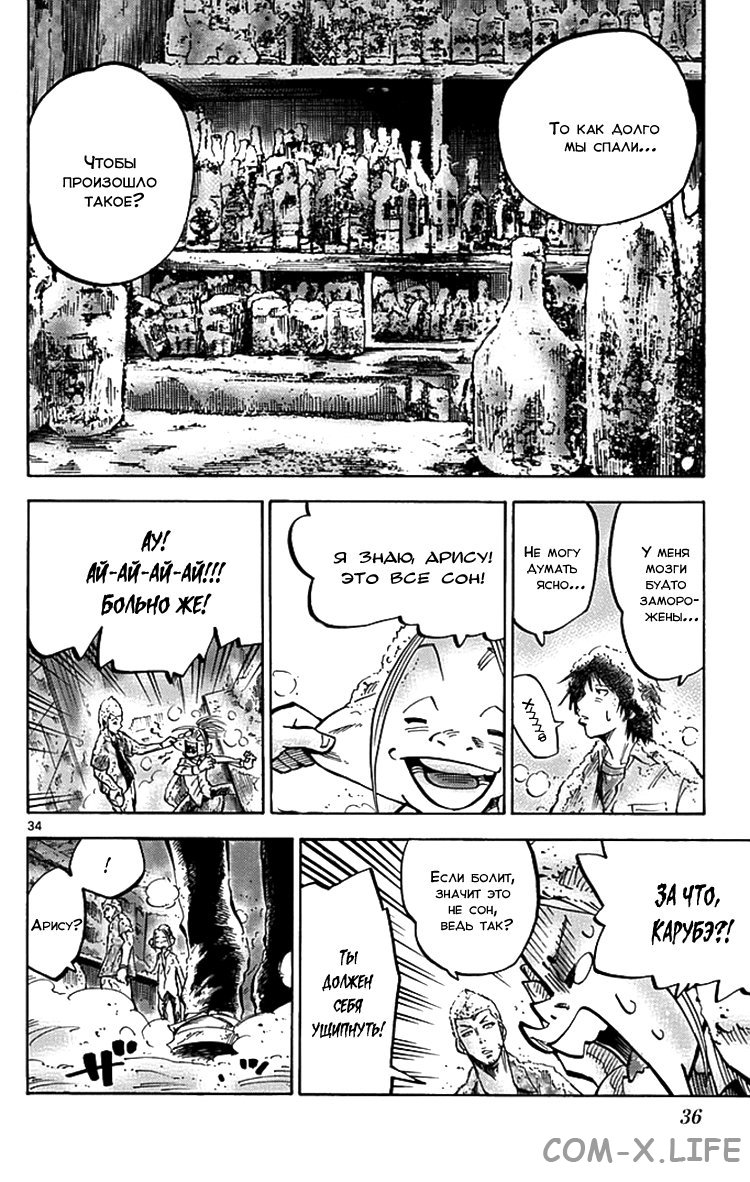 То как долго
мы спали...
Чтобы
произошло
такое?
У меня
мозги
будто
заморо-
жены...
Не могу
думать
ясно...
Я знаю, Арису!
Это все сон!
Ау!
Ай-ай-ай-ай!!!
Больно же!
34
За что,
Карубэ?!
Если болит,
значит это
не сон,
ведь так?
Ты
должен
себя
ущипнуть!
!
Арису?
36
COM-X.LIFE